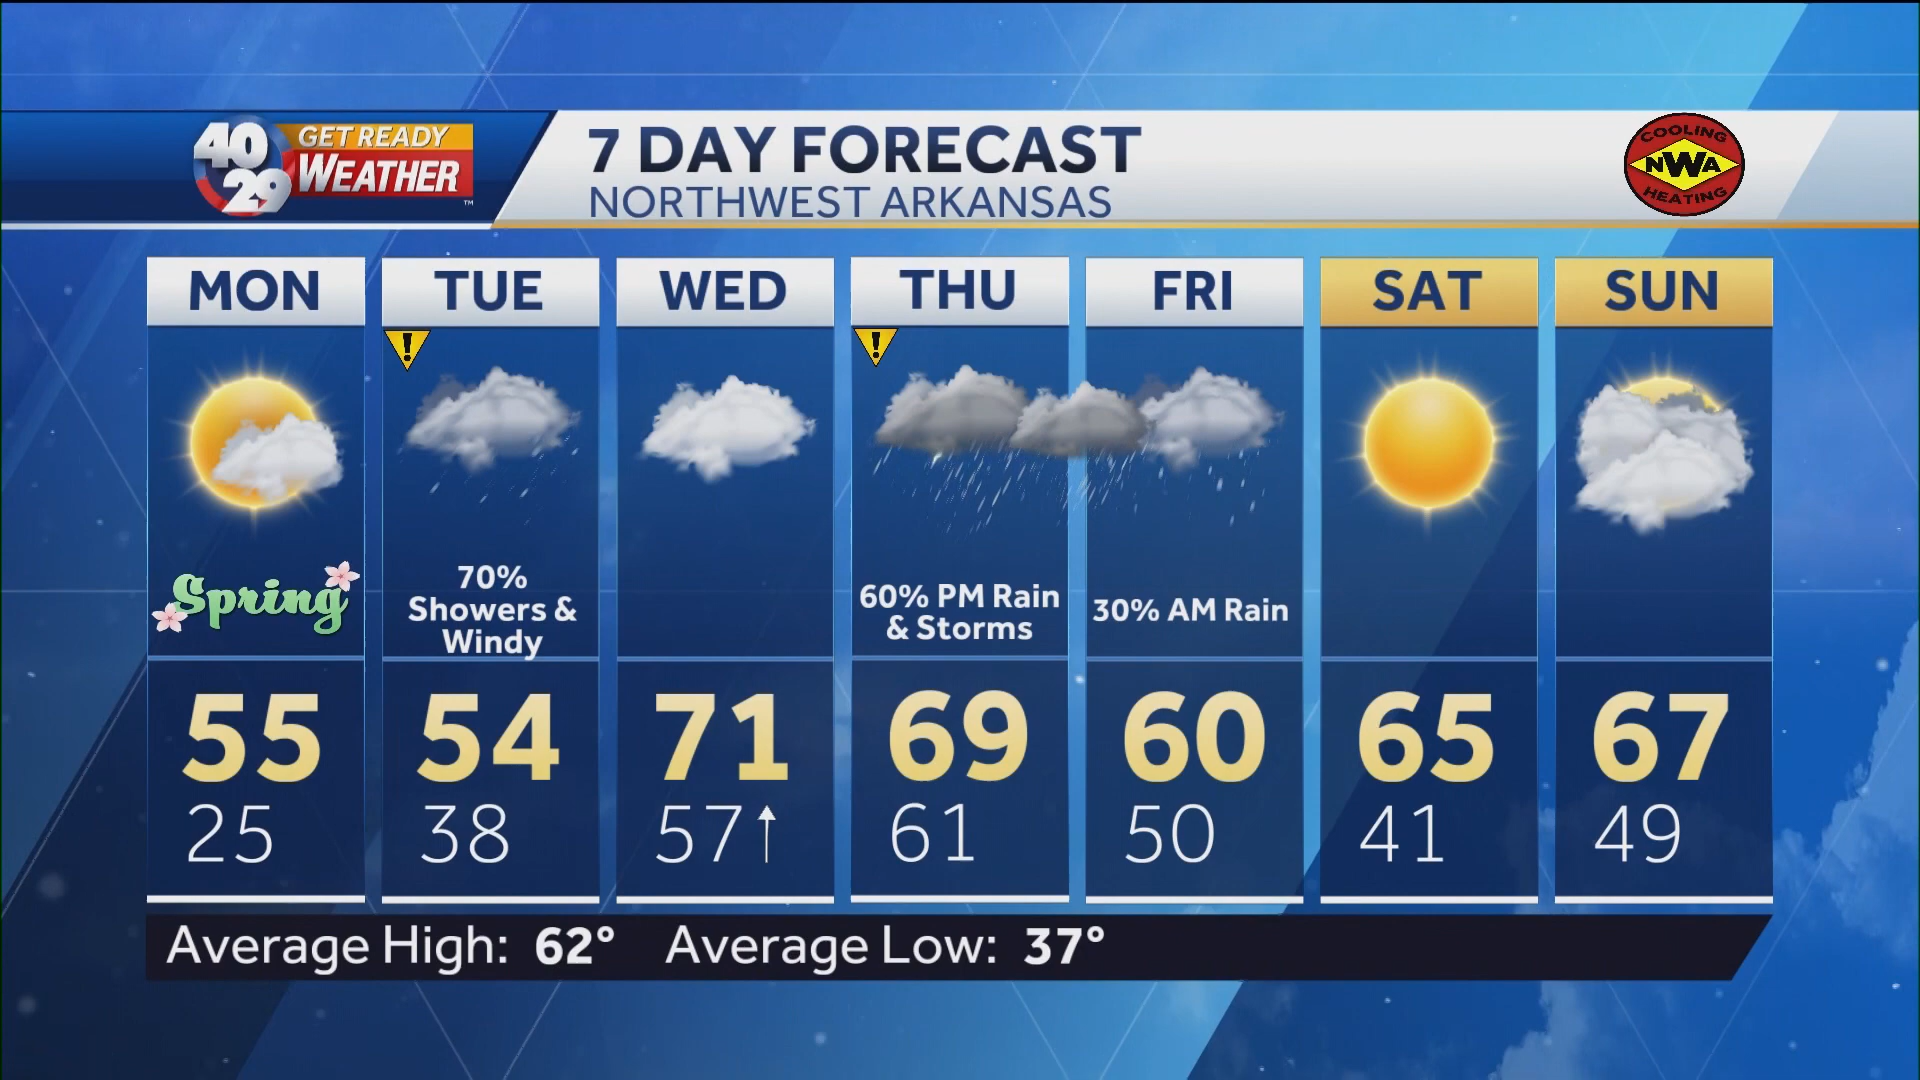 40
29
GET READY
WEATHER
™
7 DAY FORECAST
NORTHWEST ARKANSAS
COOLING
NWA
HEATING
MON
TUE
WED
THU
FRI
SAT
SUN
!
!
Spring
70%
Showers &
Windy
60% PM Rain
& Storms
30% AM Rain
55
54
71
69
60
65
67
25
38
57↑
61
50
41
49
Average High: 62° Average Low: 37°